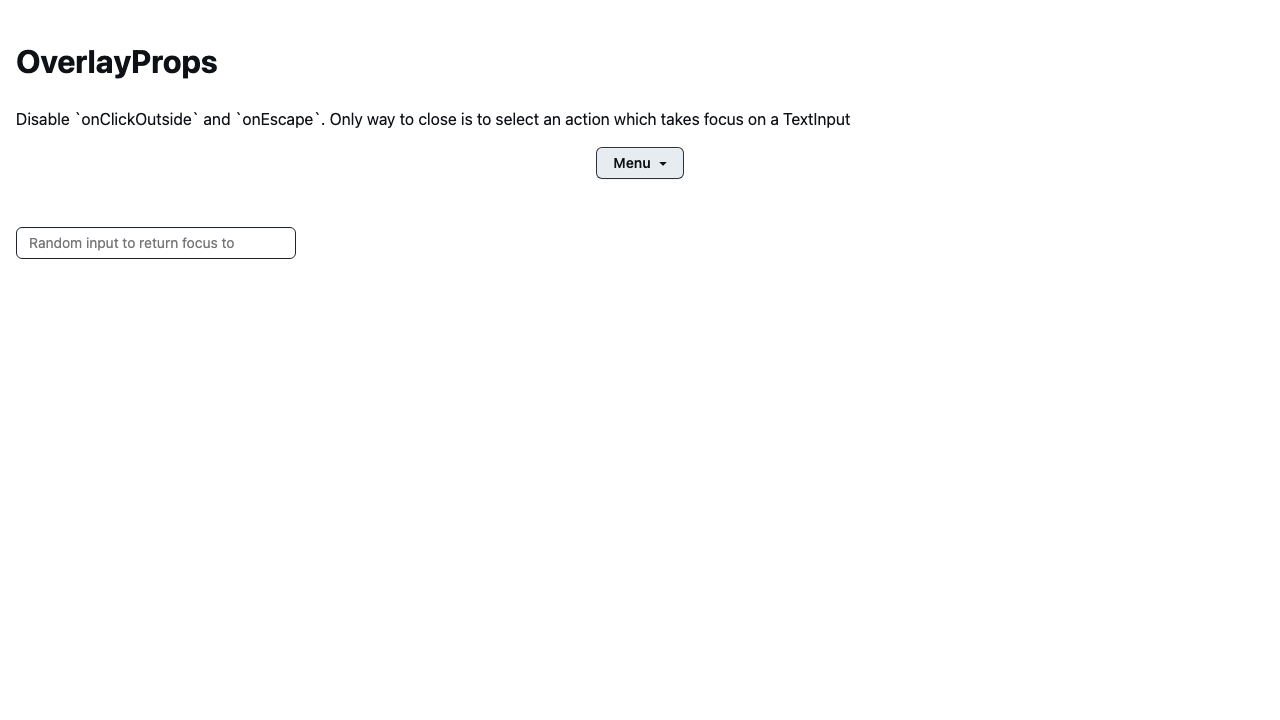 OverlayProps
Disable `onClickOutside` and `onEscape`. Only way to close is to select an action which takes focus on a TextInput
Menu
Random input to return focus to